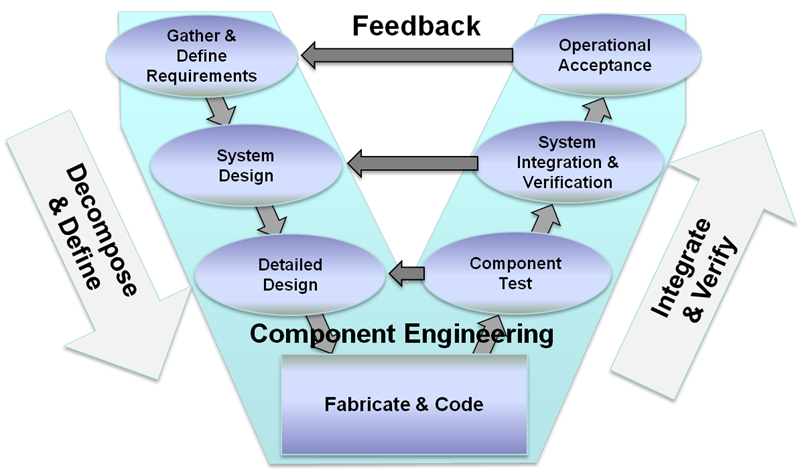 Feedback
Gather &
Define
Requirements
Operational
Acceptance
System
Design
System
Integration &
Verification
Decompose
& Define
Integrate
& Verify
Detailed
Design
Component
Test
Component Engineering
Fabricate & Code